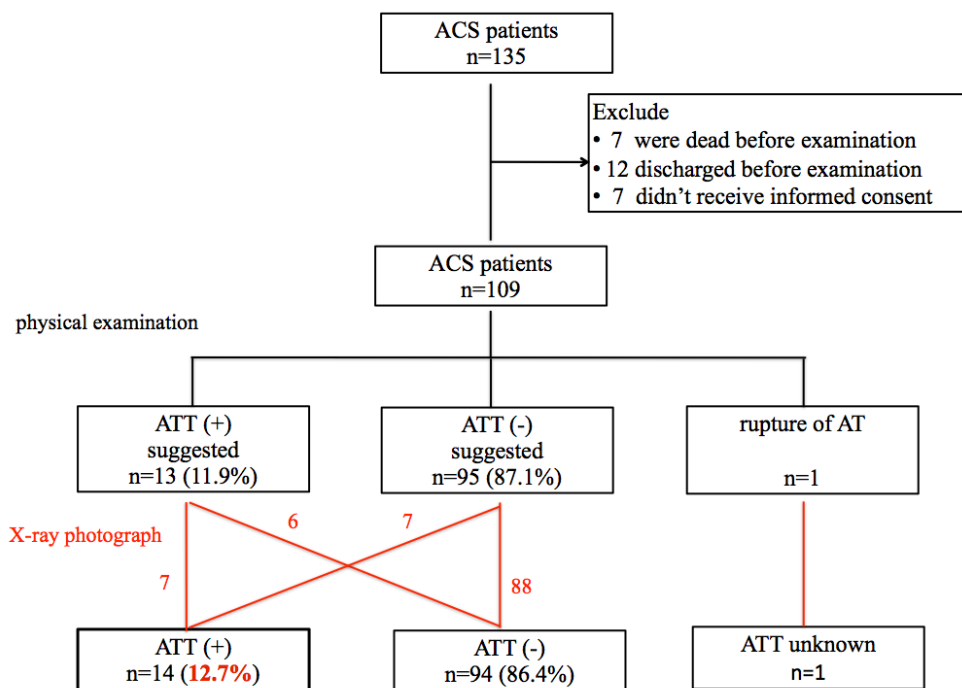 ACS patients
n=135
Exclude
• 7 were dead before examination
• 12 discharged before examination
• 7 didn’t receive informed consent
ACS patients
n=109
physical examination
ATT (+)
suggested
n=13 (11.9%)
ATT (-)
suggested
n=95 (87.1%)
rupture of AT
n=1
X-ray photograph
6
7
7
88
ATT (+)
n=14 (12.7%)
ATT (-)
n=94 (86.4%)
ATT unknown
n=1